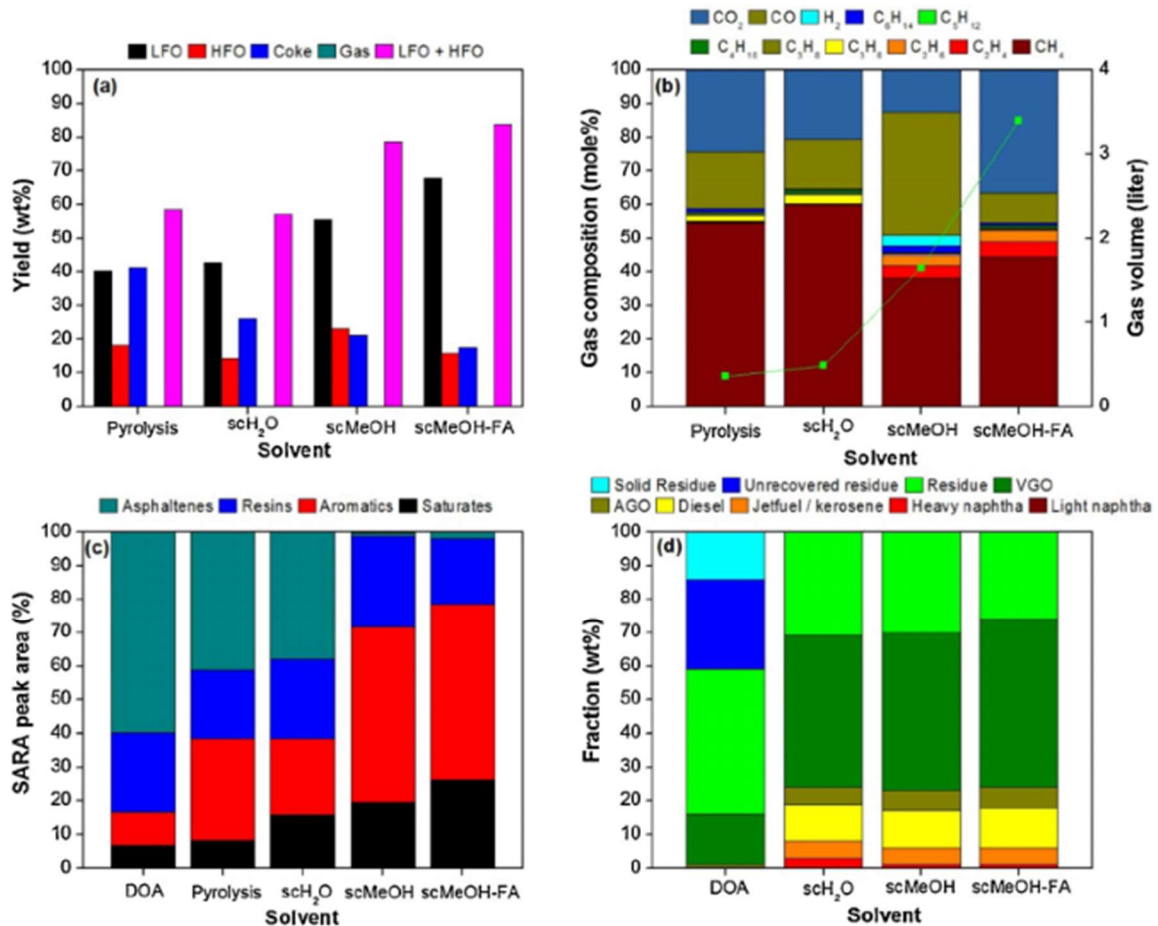 LFO HFO Coke Gas LFO + HFO
(a)
Yield (wt%)
100
90
80
70
60
50
40
30
20
10
0
Pyrolysis scH₂O scMeOH scMeOH-FA
Solvent
CO₂ CO H₂ C₆H₁₄ C₅H₁₂
C₄H₁₀ C₃H₈ C₃H₆ C₂H₆ C₂H₄ CH₄
(b)
Gas composition (mole%)
100
90
80
70
60
50
40
30
20
10
0
4
3
2
1
0
Gas volume (liter)
Pyrolysis scH₂O scMeOH scMeOH-FA
Solvent
Asphaltenes Resins Aromatics Saturates
(c)
SARA peak area (%)
100
90
80
70
60
50
40
30
20
10
0
DOA Pyrolysis scH₂O scMeOH scMeOH-FA
Solvent
Solid Residue Unrecovered residue Residue VGO
AGO Diesel Jetfuel / kerosene Heavy naphtha Light naphtha
(d)
Fraction (wt%)
100
90
80
70
60
50
40
30
20
10
0
DOA scH₂O scMeOH scMeOH-FA
Solvent